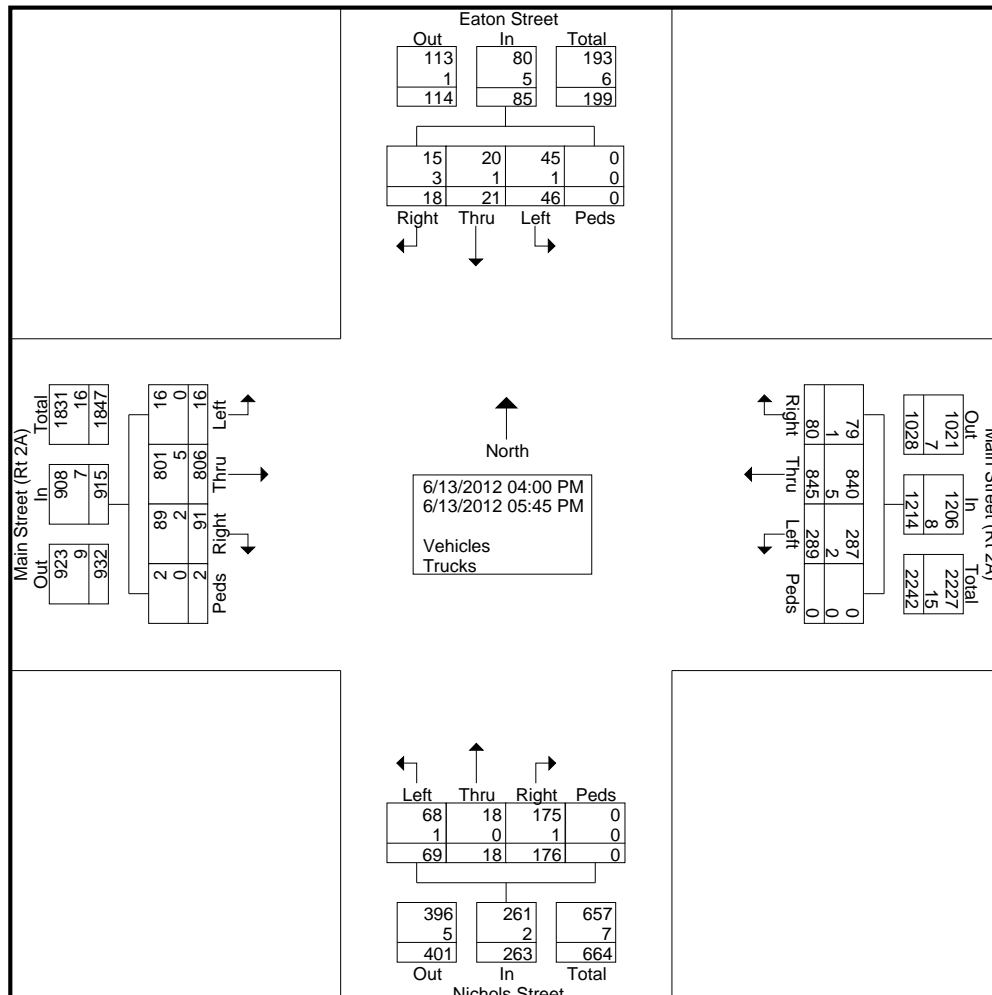 Eaton Street
Out In Total
113 80 193
1 5 6
114 85 199
15 20 45 0
3 1 1 0
18 21 46 0
Right Thru Left Peds
Main Street (Rt 2A)
Total In Out
1831 908 923
16 7 9
1847 915 932
16 801 89 2
0 5 2 0
16 806 91 2
Left Thru Right Peds
North
6/13/2012 04:00 PM
6/13/2012 05:45 PM
Vehicles
Trucks
Right Thru Left Peds
79 840 287 0
1 5 2 0
80 845 289 0
Out In Total
1021 1206 2227
7 8 15
1028 1214 2242
Main Street (Rt 2A)
Left Thru Right Peds
68 18 175 0
1 0 1 0
69 18 176 0
396 261 657
5 2 7
401 263 664
Out In Total
Nichols Street